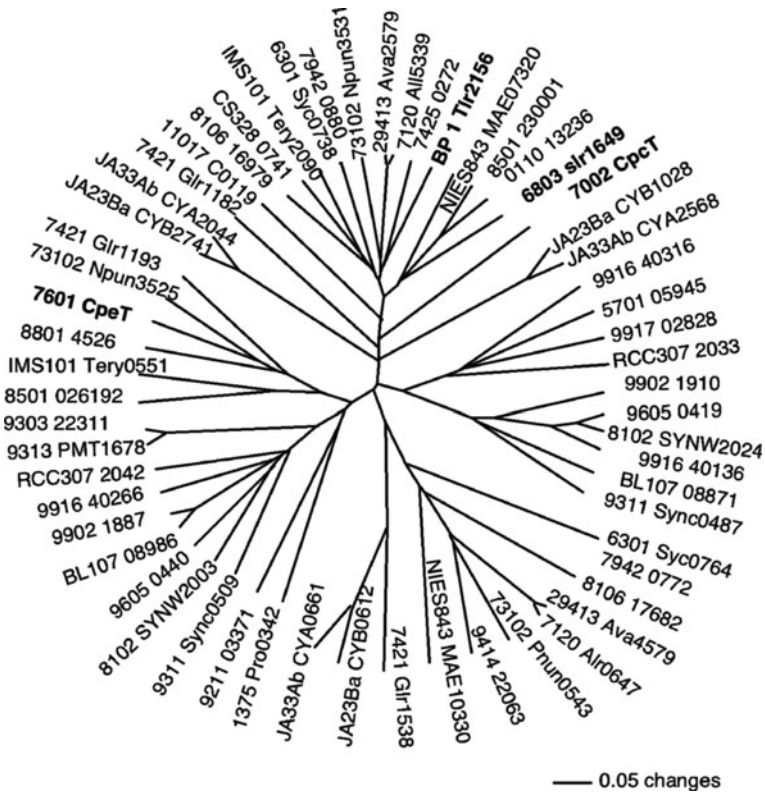 IMS101 Tery2090
6301 Syc0738
7942 0880
73102 Npun3531
29413 Ava2579
7120 All5339
7425 0272
BP 1 Tlr2156
NIES843 MAE07320
8501 230001
0110 13236
6803 slr1649
7002 CpcT
JA23Ba CYB1028
JA33Ab CYA2568
9916 40316
5701 05945
9917 02828
RCC307 2033
9902 1910
9605 0419
8102 SYNW2024
9916 40136
BL107 08871
9311 Sync0487
6301 Syc0764
7942 0772
8106 17682
29413 Ava4579
7120 Alr0647
73102 Pnun0543
9414 22063
NIES843 MAE10330
7421 Glr1538
JA23Ba CYB0612
JA33Ab CYA0661
1375 Pro0342
9211 03371
9311 Sync0509
8102 SYNW2003
9605 0440
BL107 08986
9902 1887
9916 40266
RCC307 2042
9313 PMT1678
9303 22311
8501 026192
IMS101 Tery0551
8801 4526
7601 CpeT
73102 Npun3525
7421 Glr1193
JA23Ba CYB2741
JA33Ab CYA2044
7421 Glr1182
11017 C0119
8106 16979
CS328 0741
0.05 changes